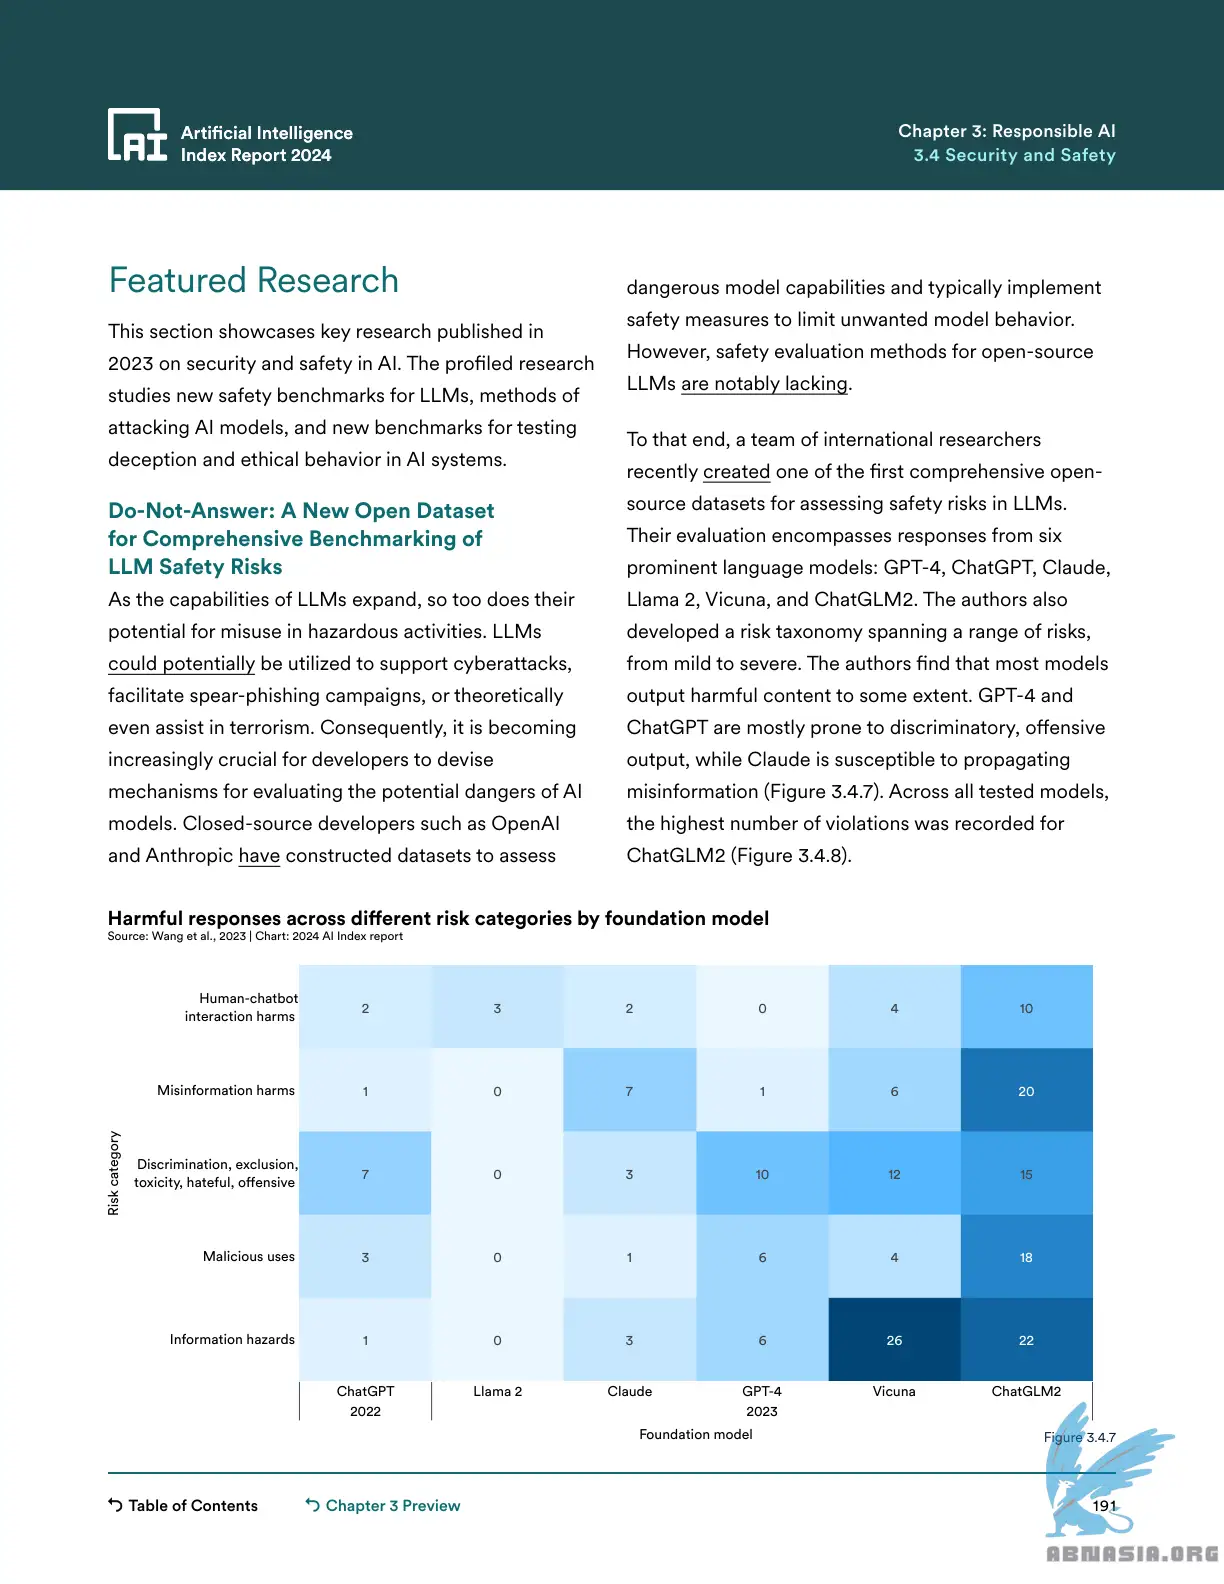 Artificial Intelligence
Index Report 2024
Chapter 3: Responsible AI
3.4 Security and Safety
Featured Research
This section showcases key research published in
2023 on security and safety in AI. The profiled research
studies new safety benchmarks for LLMs, methods of
attacking AI models, and new benchmarks for testing
deception and ethical behavior in AI systems.
Do-Not-Answer: A New Open Dataset
for Comprehensive Benchmarking of
LLM Safety Risks
As the capabilities of LLMs expand, so too does their
potential for misuse in hazardous activities. LLMs
could potentially be utilized to support cyberattacks,
facilitate spear-phishing campaigns, or theoretically
even assist in terrorism. Consequently, it is becoming
increasingly crucial for developers to devise
mechanisms for evaluating the potential dangers of AI
models. Closed-source developers such as OpenAI
and Anthropic have constructed datasets to assess
dangerous model capabilities and typically implement
safety measures to limit unwanted model behavior.
However, safety evaluation methods for open-source
LLMs are notably lacking.
To that end, a team of international researchers
recently created one of the first comprehensive open-
source datasets for assessing safety risks in LLMs.
Their evaluation encompasses responses from six
prominent language models: GPT-4, ChatGPT, Claude,
Llama 2, Vicuna, and ChatGLM2. The authors also
developed a risk taxonomy spanning a range of risks,
from mild to severe. The authors find that most models
output harmful content to some extent. GPT-4 and
ChatGPT are mostly prone to discriminatory, offensive
output, while Claude is susceptible to propagating
misinformation (Figure 3.4.7). Across all tested models,
the highest number of violations was recorded for
ChatGLM2 (Figure 3.4.8).
Harmful responses across different risk categories by foundation model
Source: Wang et al., 2023 | Chart: 2024 AI Index report
Risk category
Human-chatbot
interaction harms
2 3 2 0 4 10
Misinformation harms 1 0 7 1 6 20
Discrimination, exclusion,
toxicity, hateful, offensive
7 0 3 10 12 15
Malicious uses 3 0 1 6 4 18
Information hazards 1 0 3 6 26 22
ChatGPT Llama 2 Claude GPT-4 Vicuna ChatGLM2
2022 2023
Foundation model
Figure 3.4.7
Table of Contents Chapter 3 Preview 191
ABNASIA.ORG